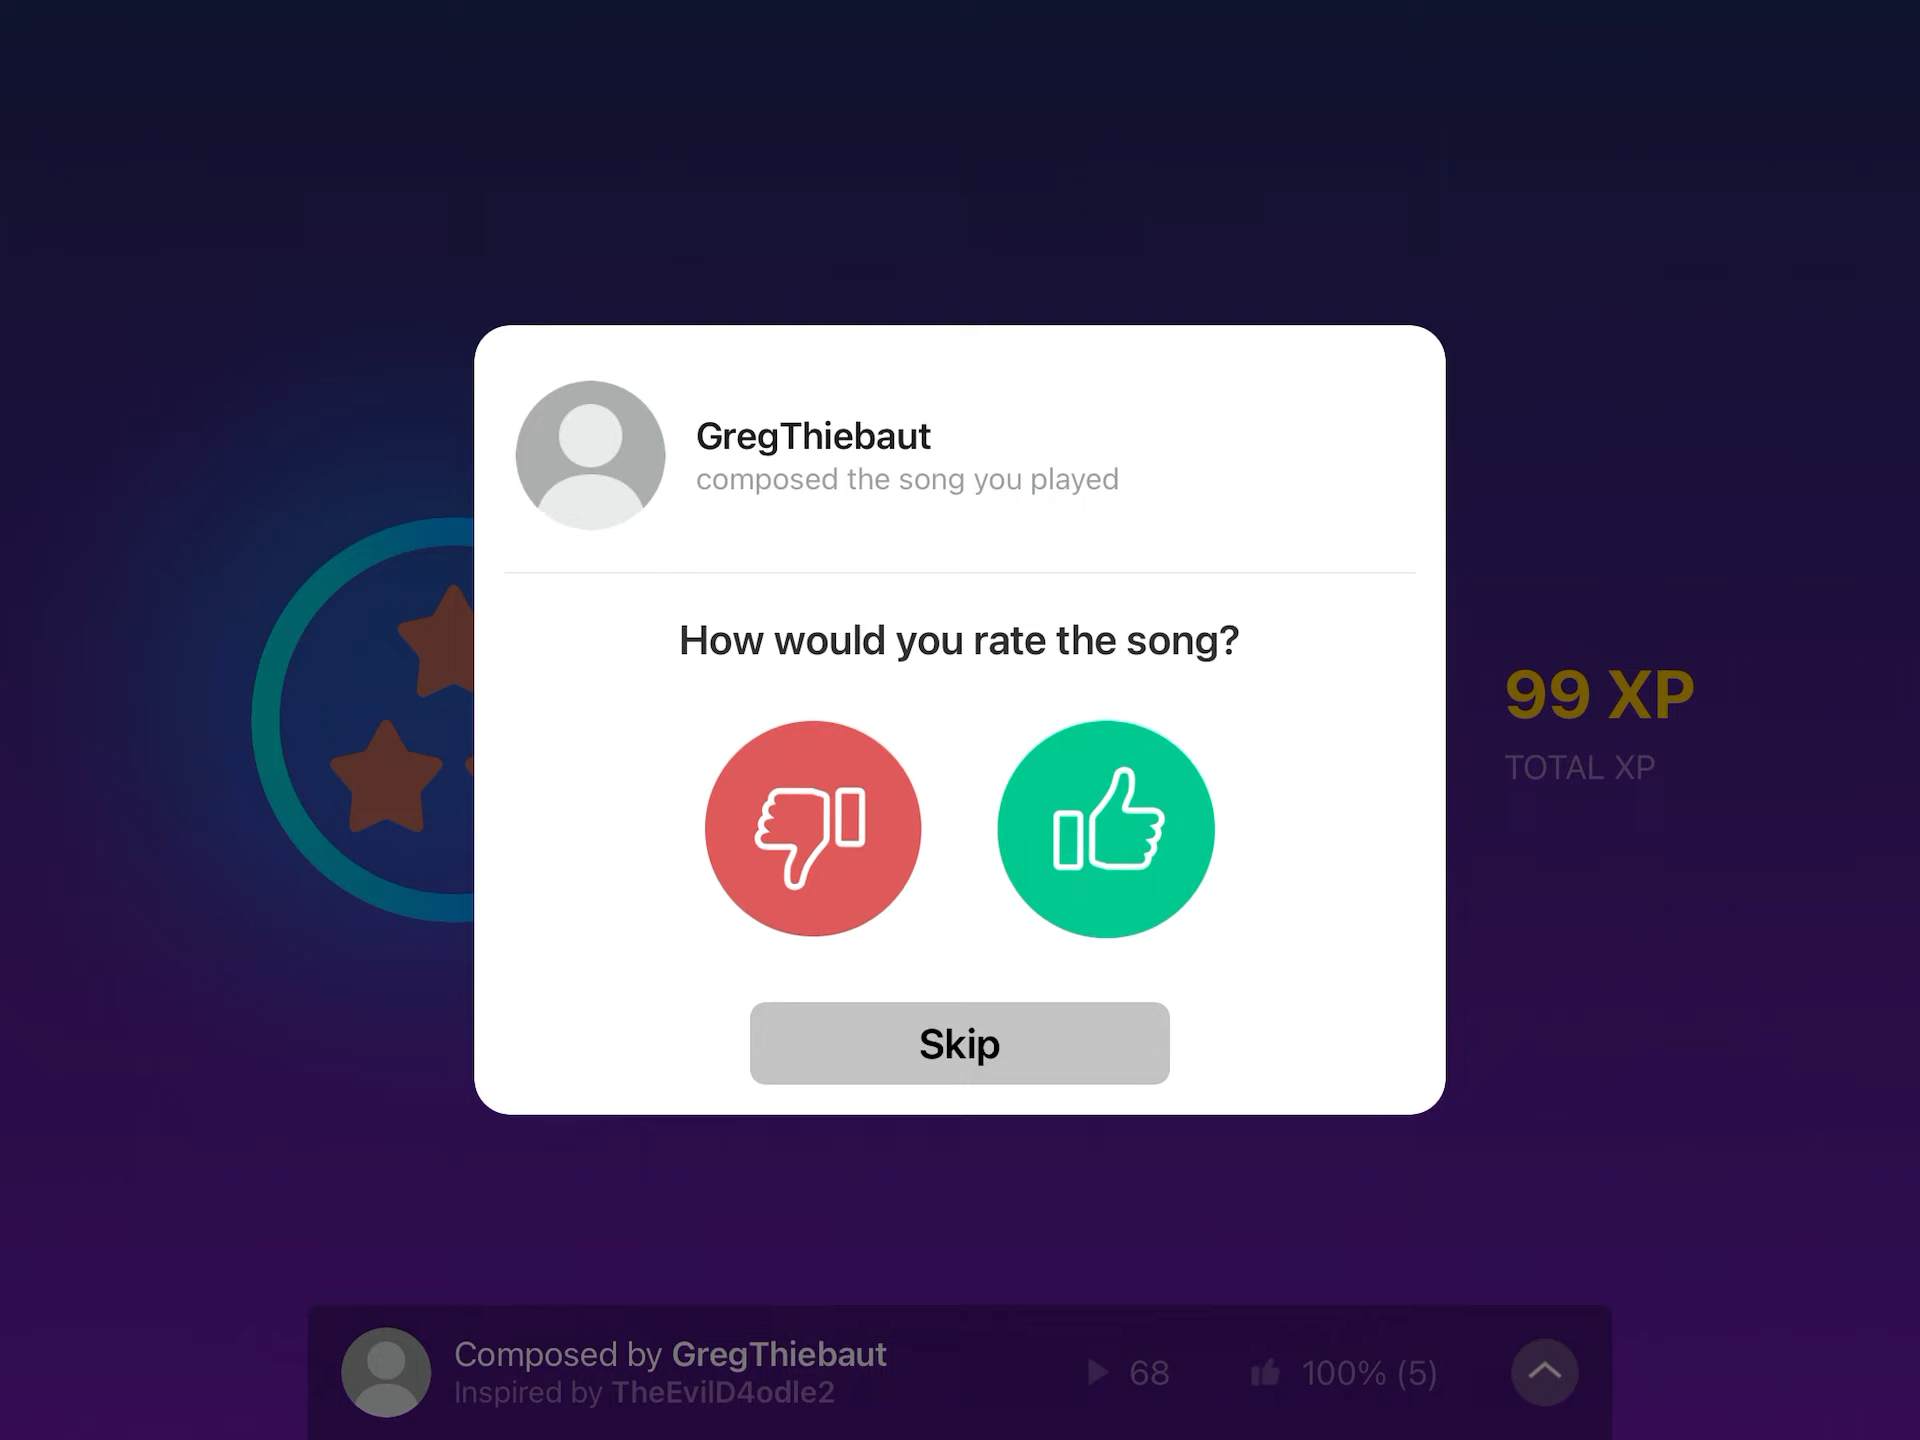 GregThiebaut
composed the song you played
How would you rate the song?
99 XP
TOTAL XP
Skip
Composed by GregThiebaut
Inspired by TheEvilD4odle2
68
100% (5)